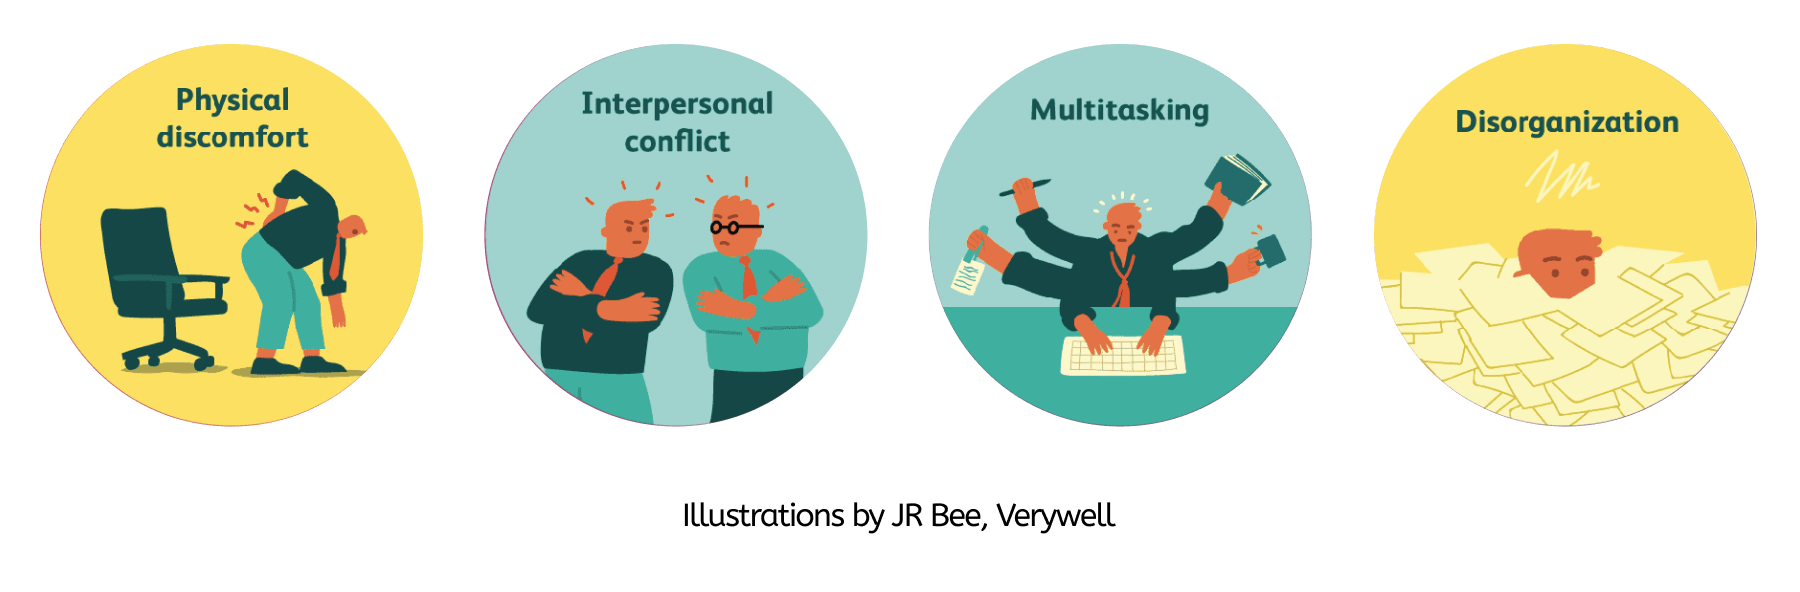 Physical
discomfort
Interpersonal
conflict
Multitasking
Disorganization
Illustrations by JR Bee, Verywell